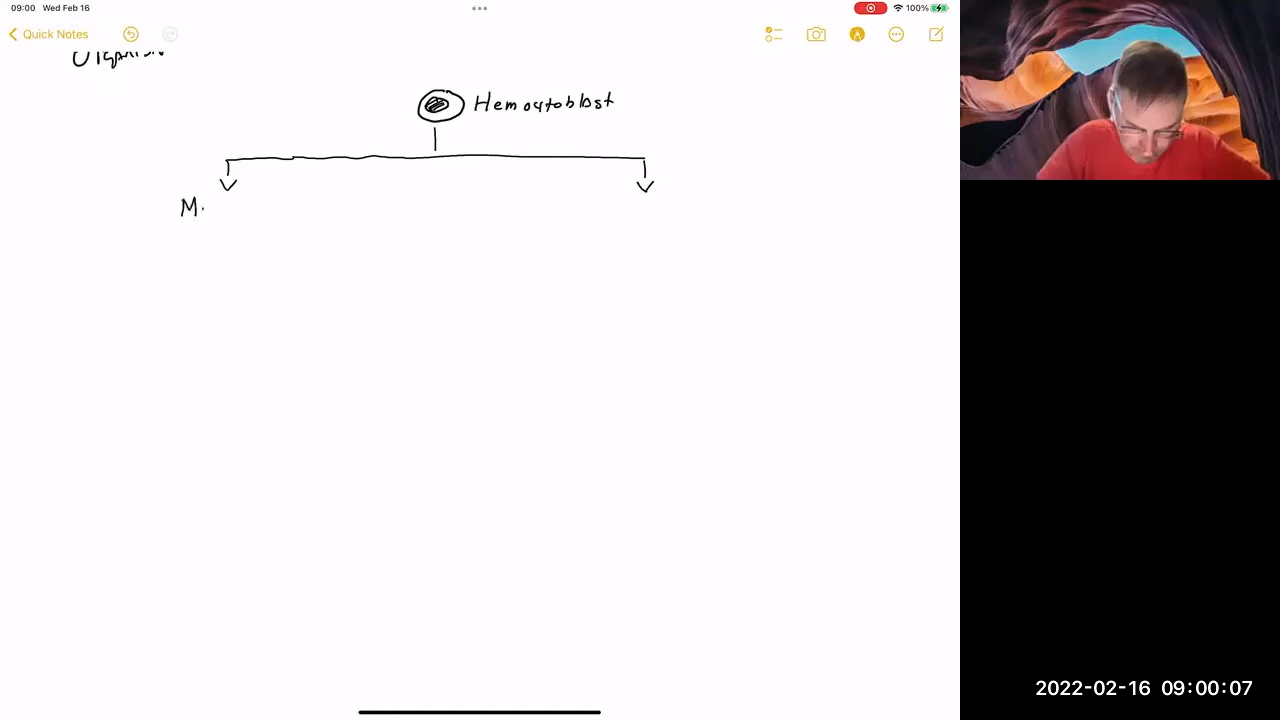 09:00 Wed Feb 16
100%
Quick Notes
Hemocytoblast
M.
2022-02-16 09:00:07